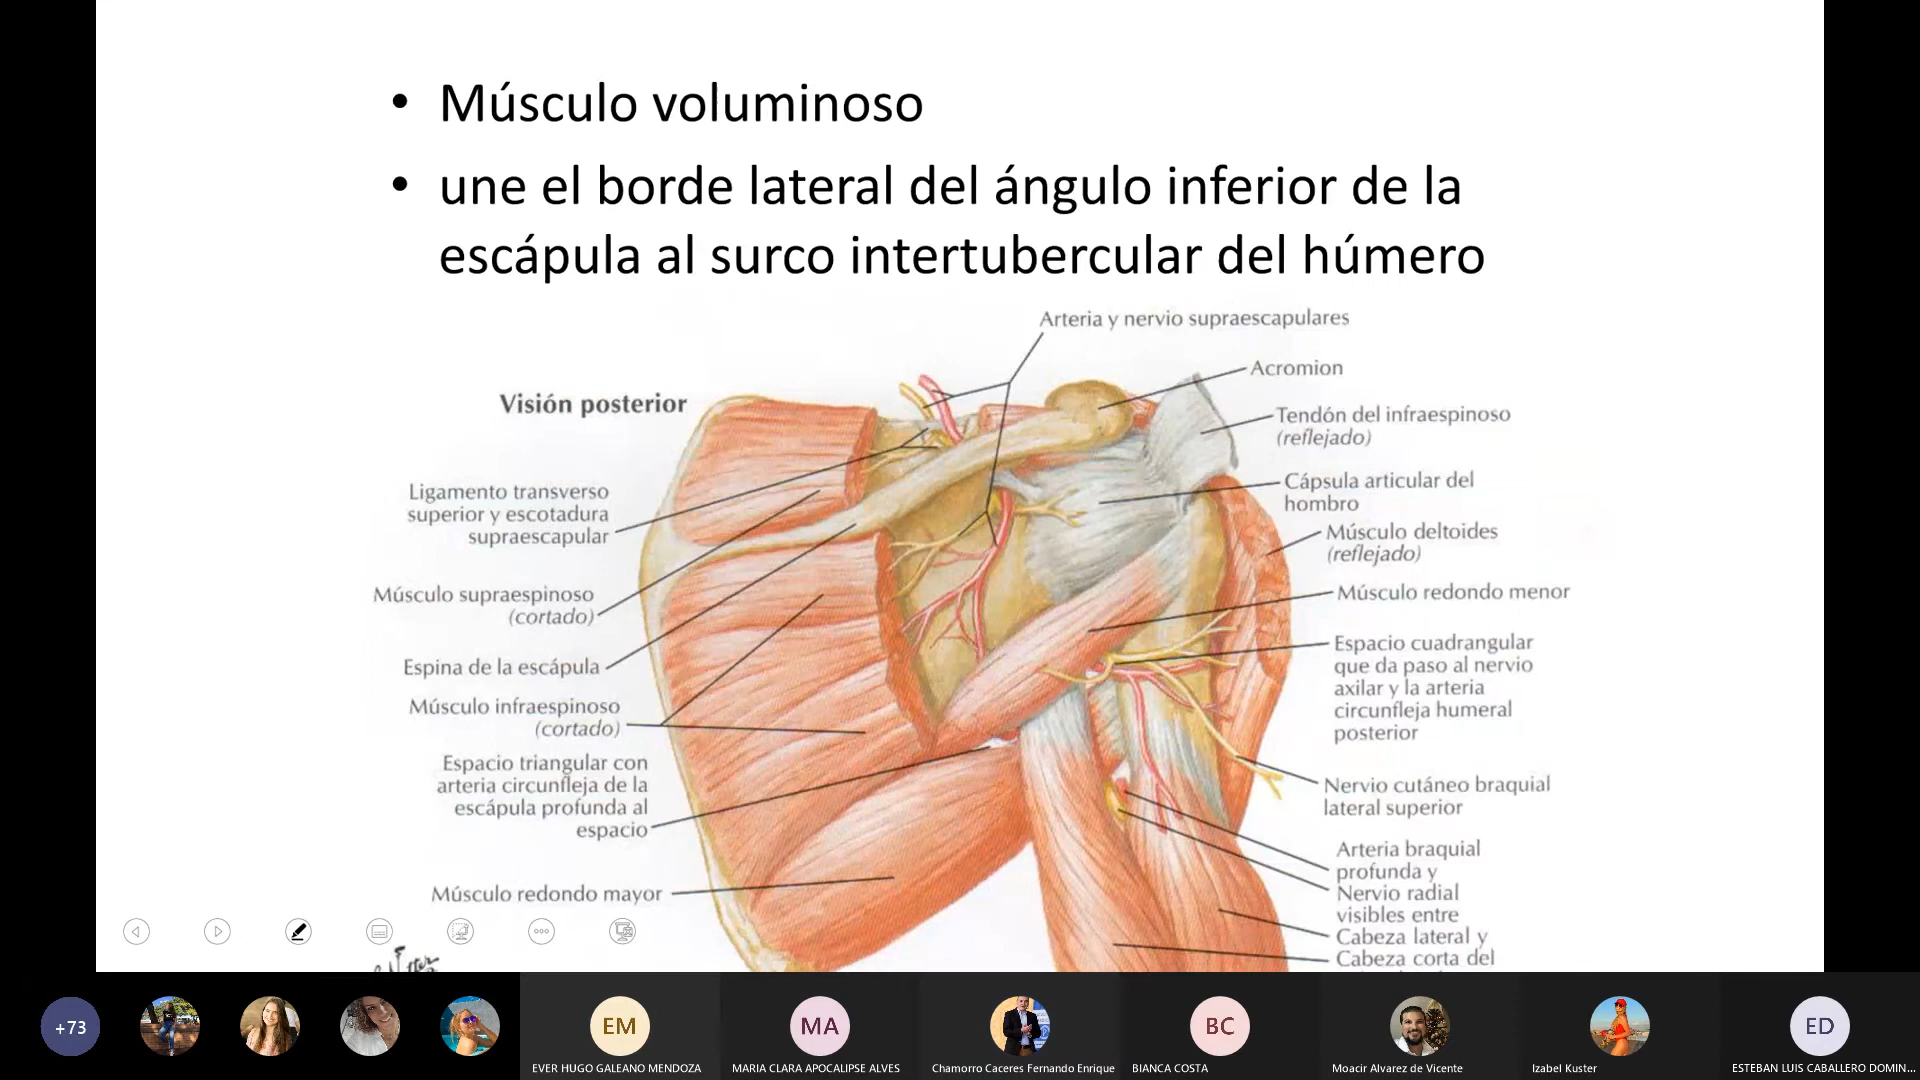 • Músculo voluminoso
• une el borde lateral del ángulo inferior de la
escápula al surco intertubercular del húmero
Arteria y nervio supraescapulares
Acromion
Visión posterior
Tendón del infraespinoso
(reflejado)
Ligamento transverso
superior y escotadura
supraescapular
Cápsula articular del
hombro
Músculo deltoides
(reflejado)
Músculo supraespinoso
(cortado)
Músculo redondo menor
Espina de la escápula
Espacio cuadrangular
que da paso al nervio
axilar y la arteria
circunfleja humeral
posterior
Músculo infraespinoso
(cortado)
Espacio triangular con
arteria circunfleja de la
escápula profunda al
espacio
Nervio cutáneo braquial
lateral superior
Músculo redondo mayor
Arteria braquial
profunda y
Nervio radial
visibles entre
Cabeza lateral y
Cabeza corta del
+73
EM
MA
BC
ED
EVER HUGO GALEANO MENDOZA
MARIA CLARA APOCALIPSE ALVES
Chamorro Caceres Fernando Enrique
BIANCA COSTA
Moacir Alvarez de Vicente
Izabel Kuster
ESTEBAN LUIS CABALLERO DOMIN...